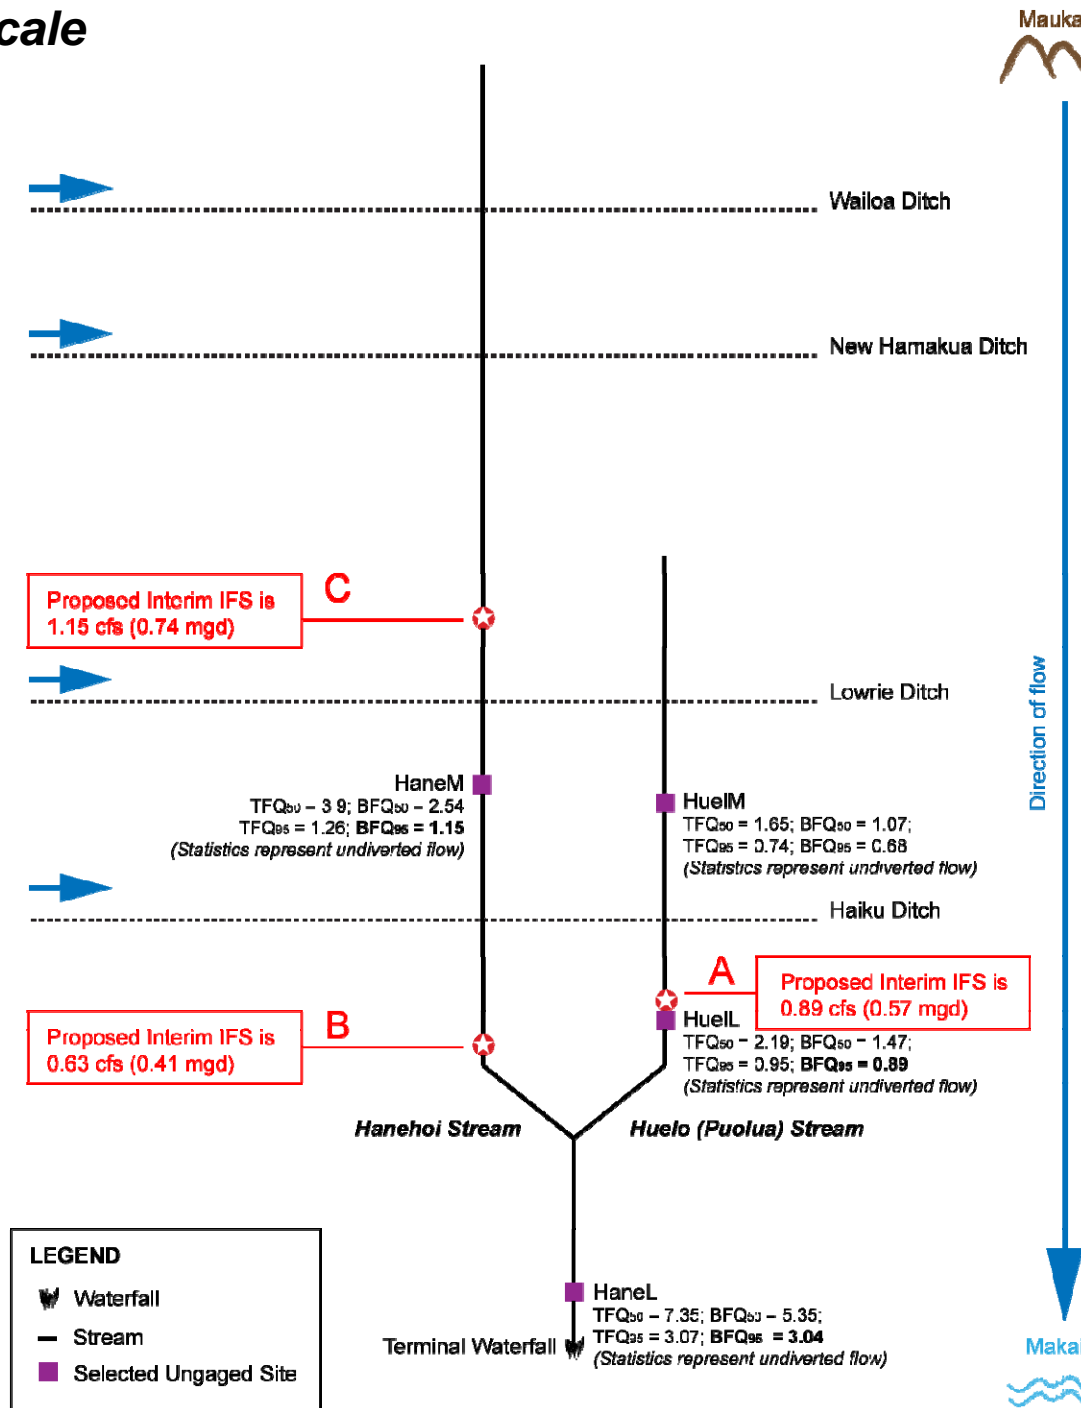 cale
Mauka
Wailoa Ditch
New Hamakua Ditch
Proposed Interim IFS is
1.15 cfs (0.74 mgd)
C
Lowrie Ditch
Direction of flow
HaneM
TFQ50 – 3 9; BFQ50 – 2.54
TFQ95 = 1.26; BFQ95 = 1.15
(Statistics represent undiverted flow)
HuelM
TFQ50 = 1.65; BFQ50 = 1.07;
TFQ95 = 0.74; BFQ95 = 0.68
(Statistics represent undiverted flow)
Haiku Ditch
A
Proposed Interim IFS is
0.89 cfs (0.57 mgd)
Proposed Interim IFS is
0.63 cfs (0.41 mgd)
B
HuelL
TFQ50 – 2.19; BFQ50 – 1.47;
TFQ95 = 0.95; BFQ95 = 0.89
(Statistics represent undiverted flow)
Hanehoi Stream
Huelo (Puolua) Stream
HaneL
TFQ50 – 7.35; BFQ50 – 5.35;
TFQ95 = 3.07; BFQ95 = 3.04
(Statistics represent undiverted flow)
Terminal Waterfall
Makai
LEGEND
Waterfall
Stream
Selected Ungaged Site